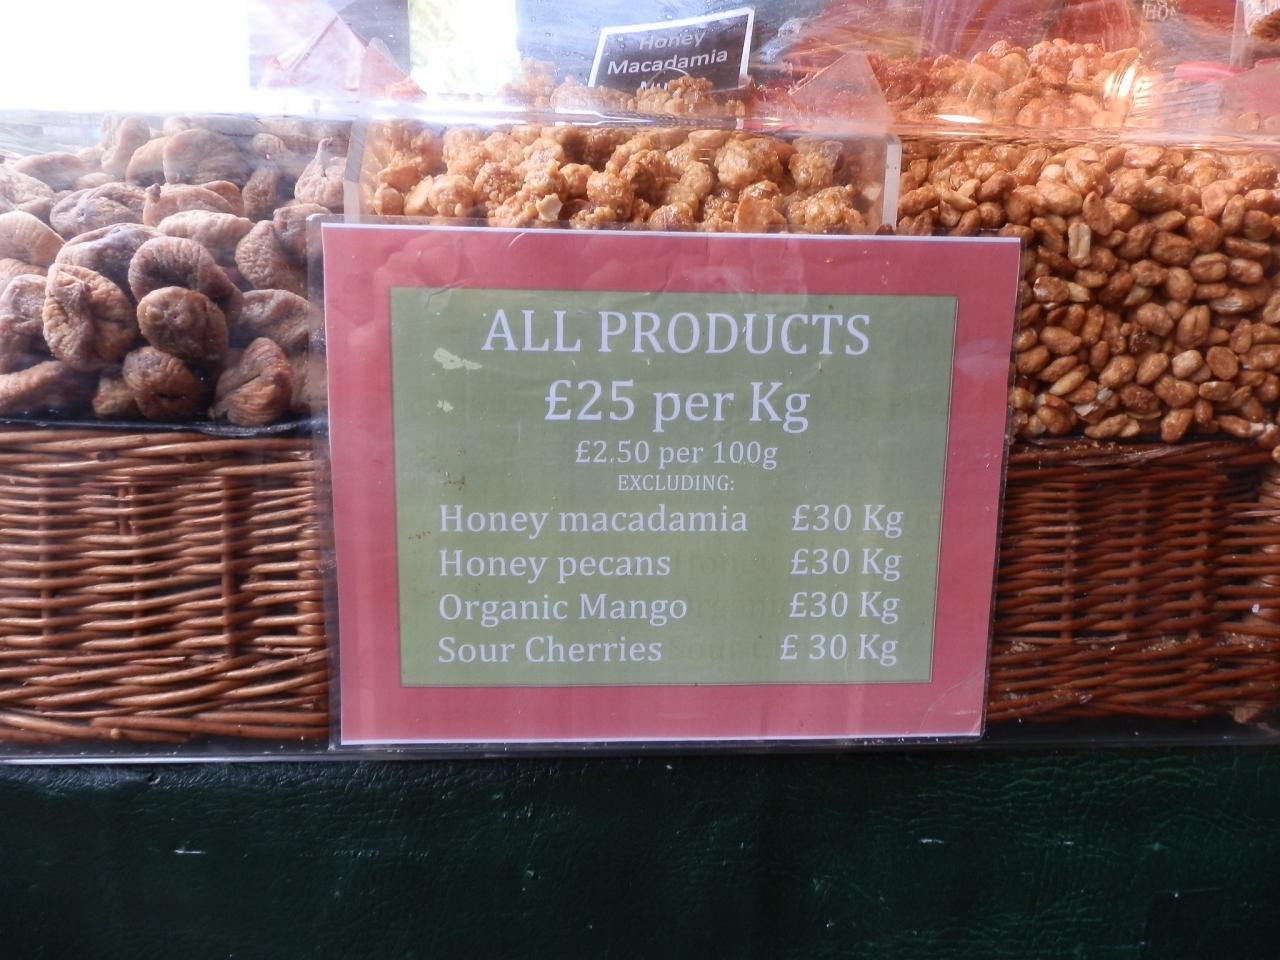 Honey
Macadamia
ALL PRODUCTS
£25 per Kg
£2.50 per 100g
EXCLUDING:
Honey macadamia £30 Kg
Honey pecans £30 Kg
Organic Mango £30 Kg
Sour Cherries £ 30 Kg